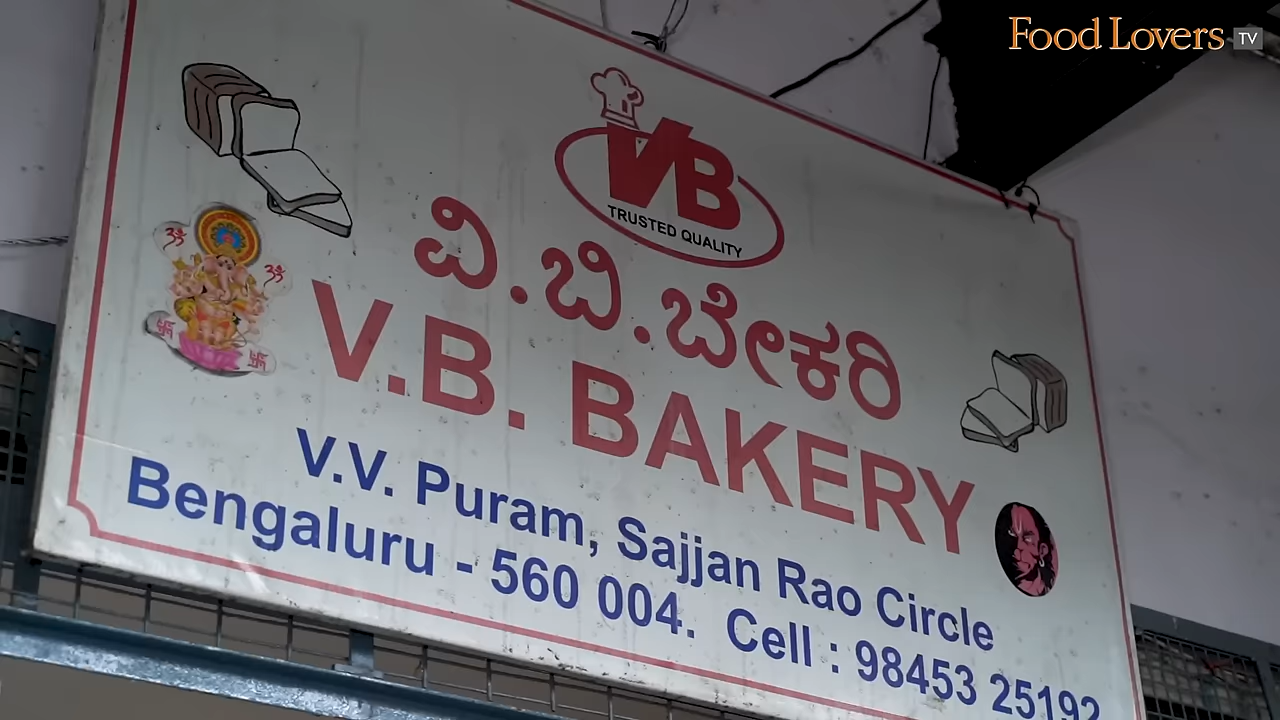 Food Lovers TV
VB
TRUSTED QUALITY
ವಿ.ಬಿ.ಬೇಕರಿ
V.B. BAKERY
V.V. Puram, Sajjan Rao Circle
Bengaluru - 560 004. Cell : 98453 25192
ॐ ॐ